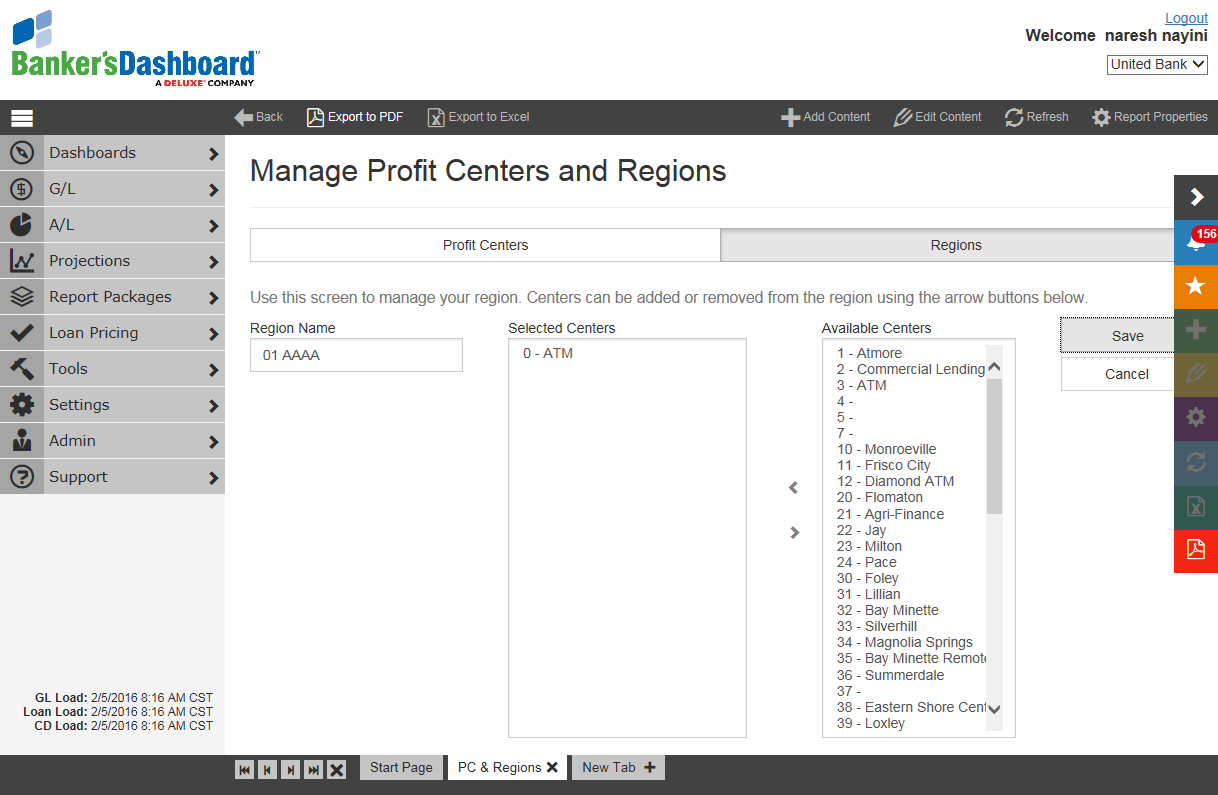 Logout
Welcome naresh nayini
United Bank
Banker'sDashboard
A DELUXE COMPANY
Back
Export to PDF
Export to Excel
Add Content
Edit Content
Refresh
Report Properties
Dashboards
G/L
A/L
Projections
Report Packages
Loan Pricing
Tools
Settings
Admin
Support
GL Load: 2/5/2016 8:16 AM CST
Loan Load: 2/5/2016 8:16 AM CST
CD Load: 2/5/2016 8:16 AM CST
Manage Profit Centers and Regions
Profit Centers
Regions
Use this screen to manage your region. Centers can be added or removed from the region using the arrow buttons below.
Region Name
01 AAAA
Selected Centers
0 - ATM
Available Centers
1 - Atmore
2 - Commercial Lending
3 - ATM
4 -
5 -
7 -
10 - Monroeville
11 - Frisco City
12 - Diamond ATM
20 - Flomaton
21 - Agri-Finance
22 - Jay
23 - Milton
24 - Pace
30 - Foley
31 - Lillian
32 - Bay Minette
33 - Silverhill
34 - Magnolia Springs
35 - Bay Minette Remote
36 - Summerdale
37 -
38 - Eastern Shore Cent
39 - Loxley
Save
Cancel
156
Start Page
PC & Regions
New Tab